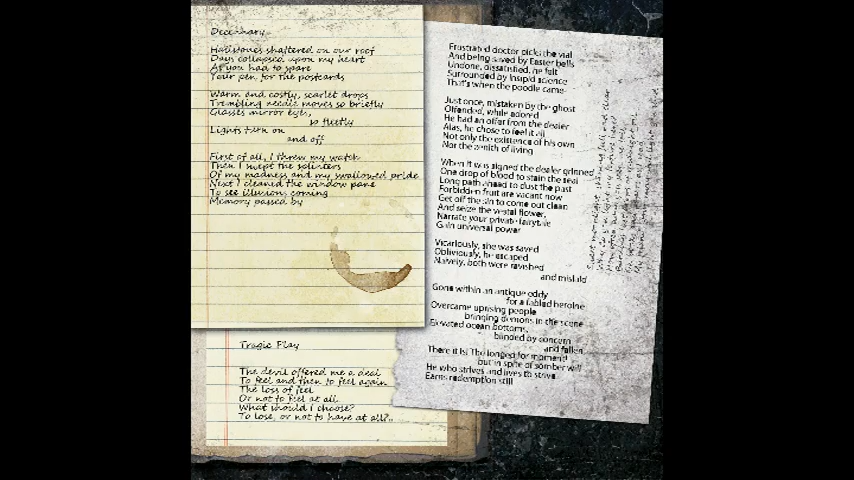 Decennary
Hailstones shattered on our roof
Days collapsed upon my heart
As you had to spare
Your pen for the postcards
Warm and costly, scarlet drops
Trembling needle moves so briefly
Glasses mirror eyes,
so fleetly
Lights turn on
and off
First of all, I threw my watch
Then I swept the splinters
Of my madness and my swallowed pride
Next I cleaned the window pane
To see illusion, coming
Memory passed by
Tragic Play
The devil offered me a deal
To feel and then to feel again
The loss of feel
Or not to feel at all
What should I choose?
To lose, or not to have at all?..
Frustrated doctor picks the vial
And being saved by Easter bells
Undone, dissatisfied, he felt
Surrounded by insipid science
That's when the poodle came
Just once, mistaken by the ghost
Offended, while adored
He had an offer from the dealer
Alas, he chose to feel it all
Not only the existence of his own
Nor the zenith of living
When it was signed the dealer grinned
One drop of blood to stain the seal
Long path ahead to dust the past
Forbidden fruit are vacant now
Get off the sin to come out clean
And seize the vestal flower,
Narrate your private fairytale
Gain universal power
Vicariously, she was saved
Obliviously, he escaped
Naively, both were ravished
and mislaid
Gone within an antique eddy
for a fabled heroine
Overcame uprising people
bringing demons in the scene
Elevated ocean bottoms,
blinded by concern
and fallen
There it is! The longed for moment!
but in spite of somber will
He who strives and lives to strive
Earns redemption still